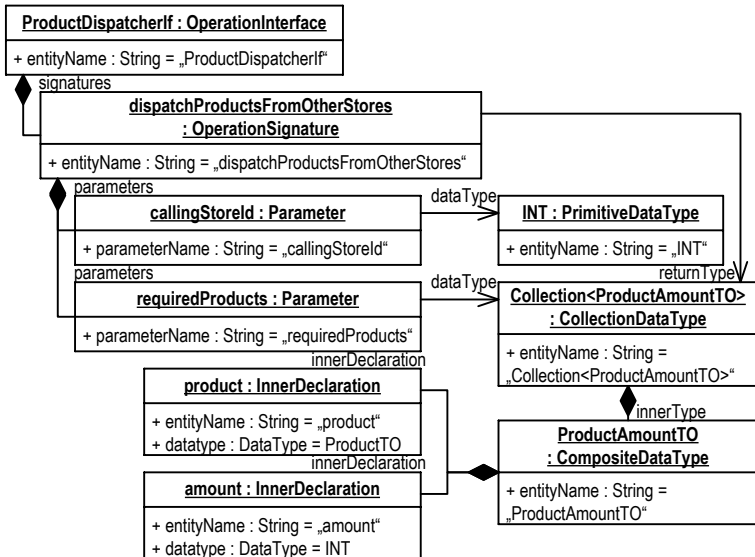 ProductDispatcherIf : OperationInterface
+ entityName : String = „ProductDispatcherIf“
signatures
dispatchProductsFromOtherStores
: OperationSignature
+ entityName : String = „dispatchProductsFromOtherStores“
parameters
callingStoreId : Parameter
+ parameterName : String = „callingStoreId“
dataType
INT : PrimitiveDataType
+ entityName : String = „INT“
parameters
requiredProducts : Parameter
+ parameterName : String = „requiredProducts“
dataType
returnType
Collection<ProductAmountTO>
: CollectionDataType
+ entityName : String =
„Collection<ProductAmountTO>“
innerDeclaration
product : InnerDeclaration
+ entityName : String = „product“
+ datatype : DataType = ProductTO
innerType
ProductAmountTO
: CompositeDataType
+ entityName : String =
„ProductAmountTO“
innerDeclaration
amount : InnerDeclaration
+ entityName : String = „amount“
+ datatype : DataType = INT